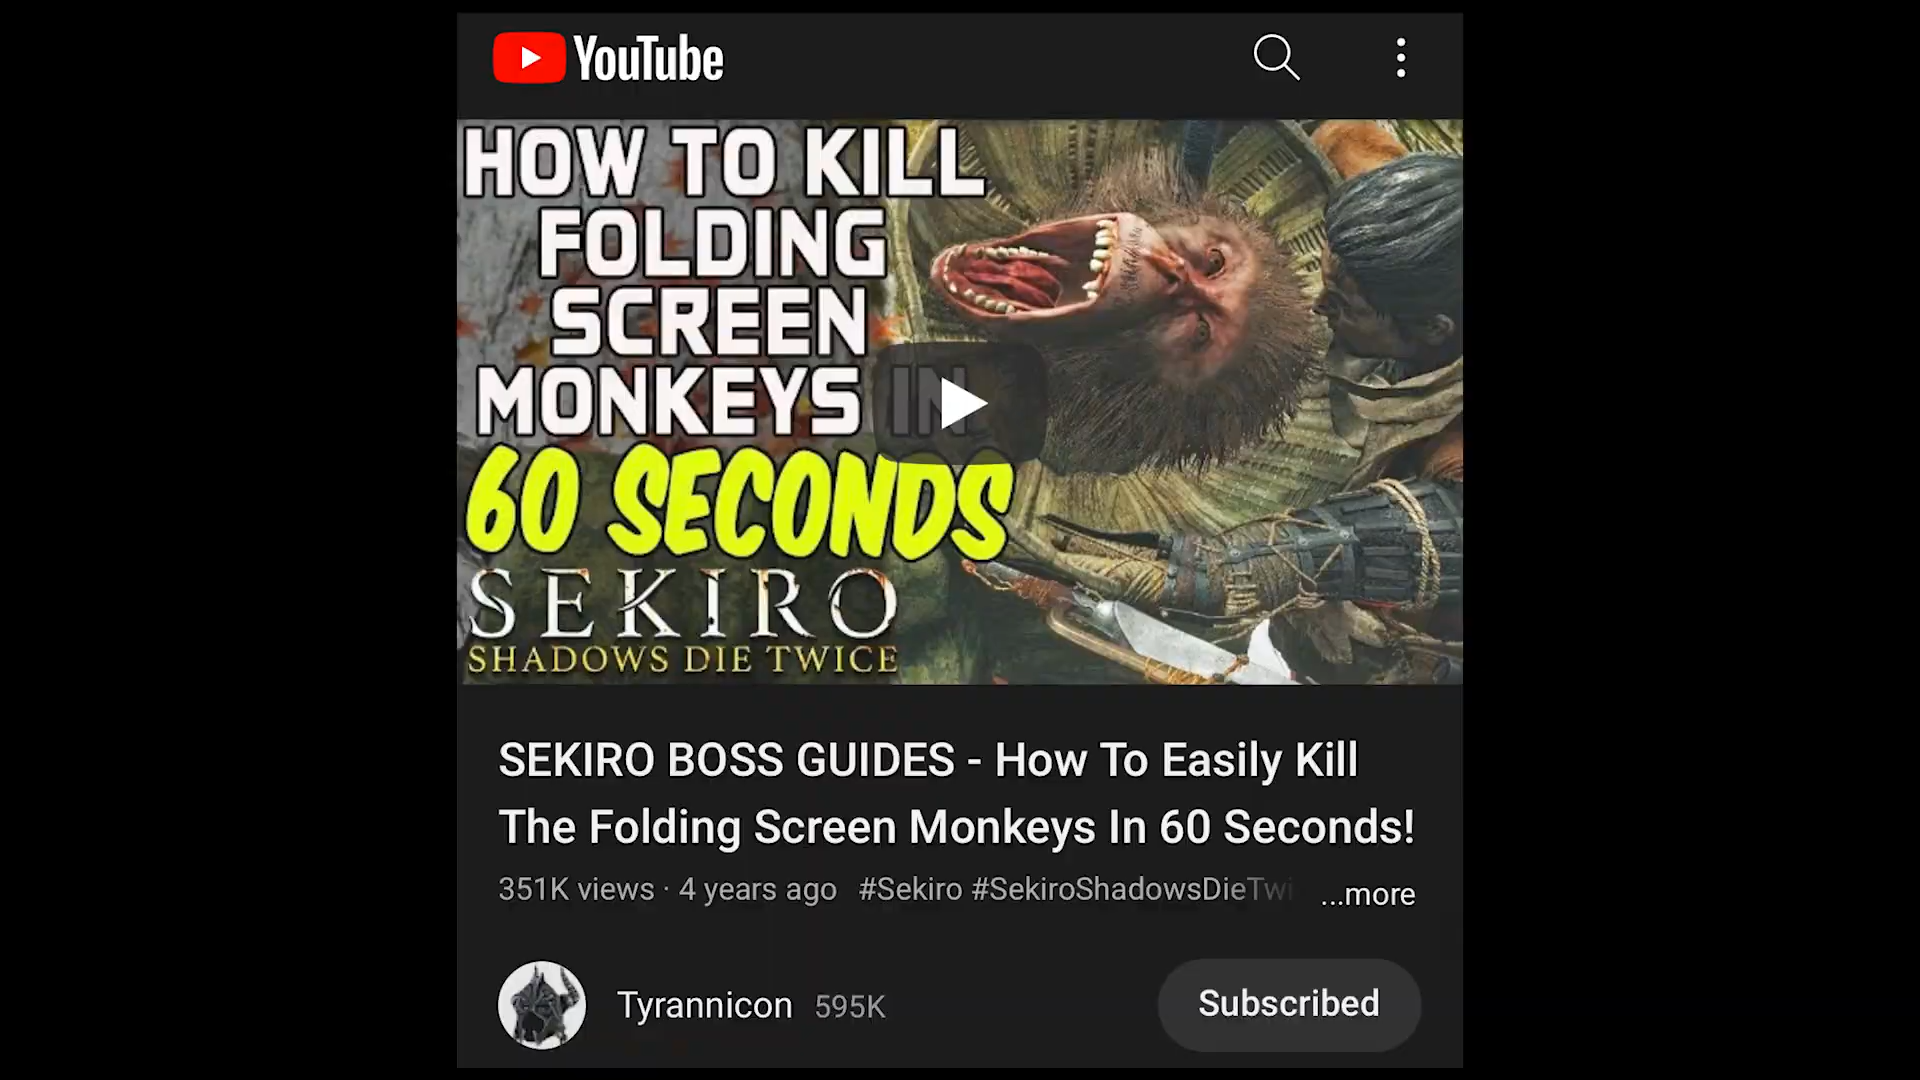 YouTube
HOW TO KILL
FOLDING
SCREEN
MONKEYS IN
60 SECONDS
SEKIRO
SHADOWS DIE TWICE
SEKIRO BOSS GUIDES - How To Easily Kill
The Folding Screen Monkeys In 60 Seconds!
351K views · 4 years ago #Sekiro #SekiroShadowsDieTwi ...more
Tyrannicon 595K
Subscribed